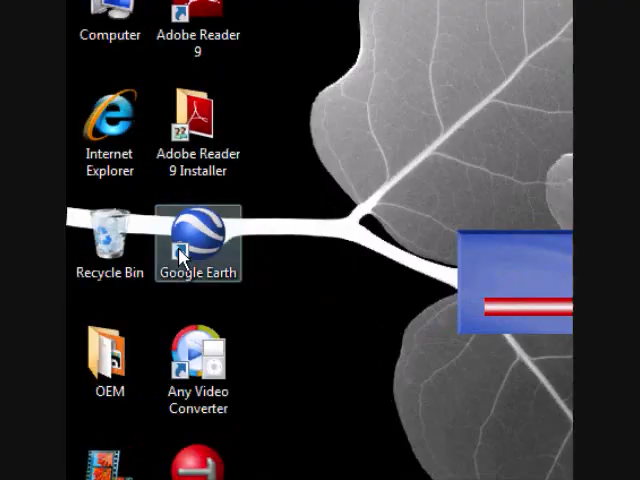 Computer
Adobe Reader
9
Internet
Explorer
Adobe Reader
9 Installer
Recycle Bin
Google Earth
OEM
Any Video
Converter